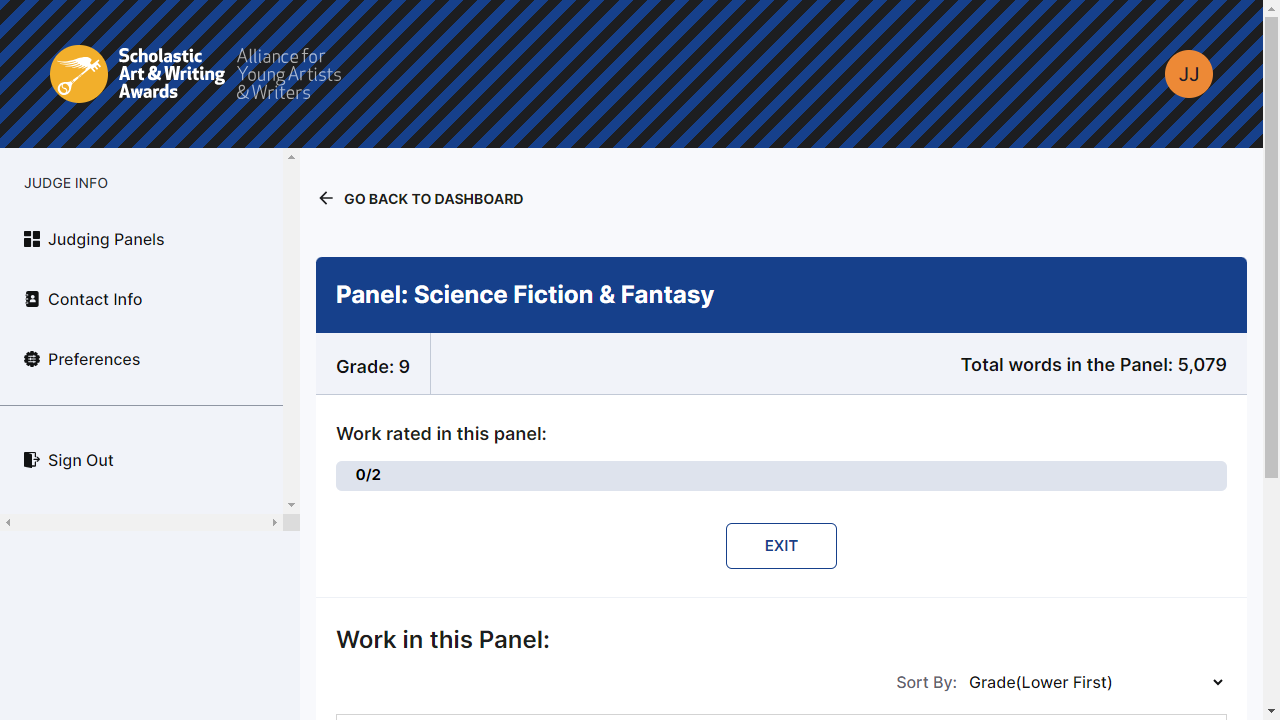 Scholastic
Art & Writing
Awards
Alliance for
Young Artists
& Writers
JJ
JUDGE INFO
Judging Panels
Contact Info
Preferences
Sign Out
GO BACK TO DASHBOARD
Panel: Science Fiction & Fantasy
Grade: 9
Total words in the Panel: 5,079
Work rated in this panel:
0/2
EXIT
Work in this Panel:
Sort By: Grade(Lower First)